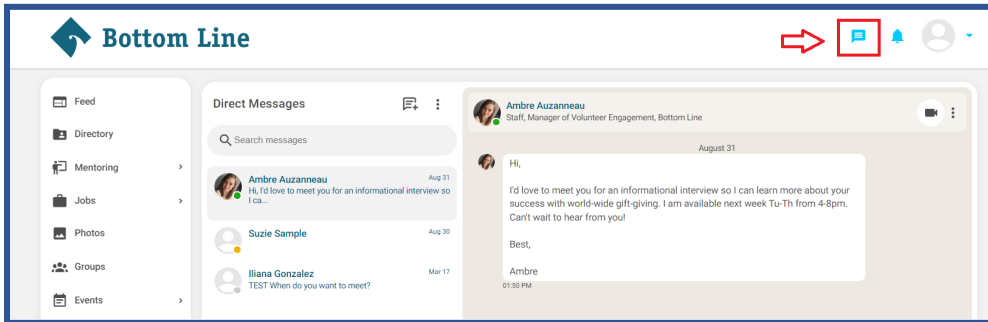 Bottom Line
Feed
Directory
Mentoring
Jobs
Photos
Groups
Events
Direct Messages
Search messages
Ambre Auzanneau Aug 31
Hi, I'd love to meet you for an informational interview so
I ca...
Suzie Sample Aug 30
Iliana Gonzalez Mar 17
TEST When do you want to meet?
Ambre Auzanneau
Staff, Manager of Volunteer Engagement, Bottom Line
August 31
Hi,
I'd love to meet you for an informational interview so I can learn more about your
success with world-wide gift-giving. I am available next week Tu-Th from 4-8pm.
Can't wait to hear from you!
Best,
Ambre
01:50 PM